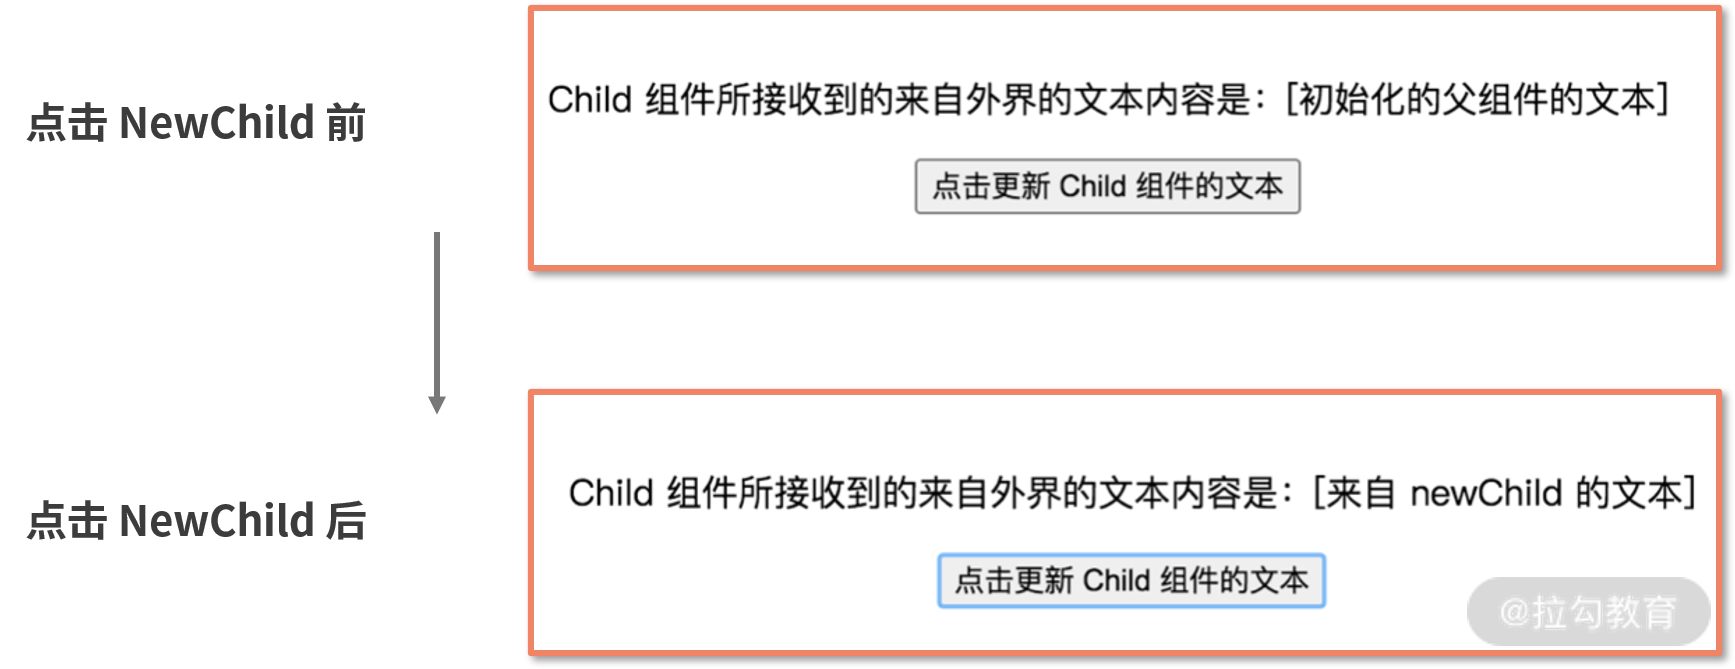 点击 NewChild 前
Child 组件所接收到的来自外界的文本内容是：[初始化的父组件的文本]
点击更新 Child 组件的文本
点击 NewChild 后
Child 组件所接收到的来自外界的文本内容是：[来自 newChild 的文本]
点击更新 Child 组件的文本
@拉勾教育